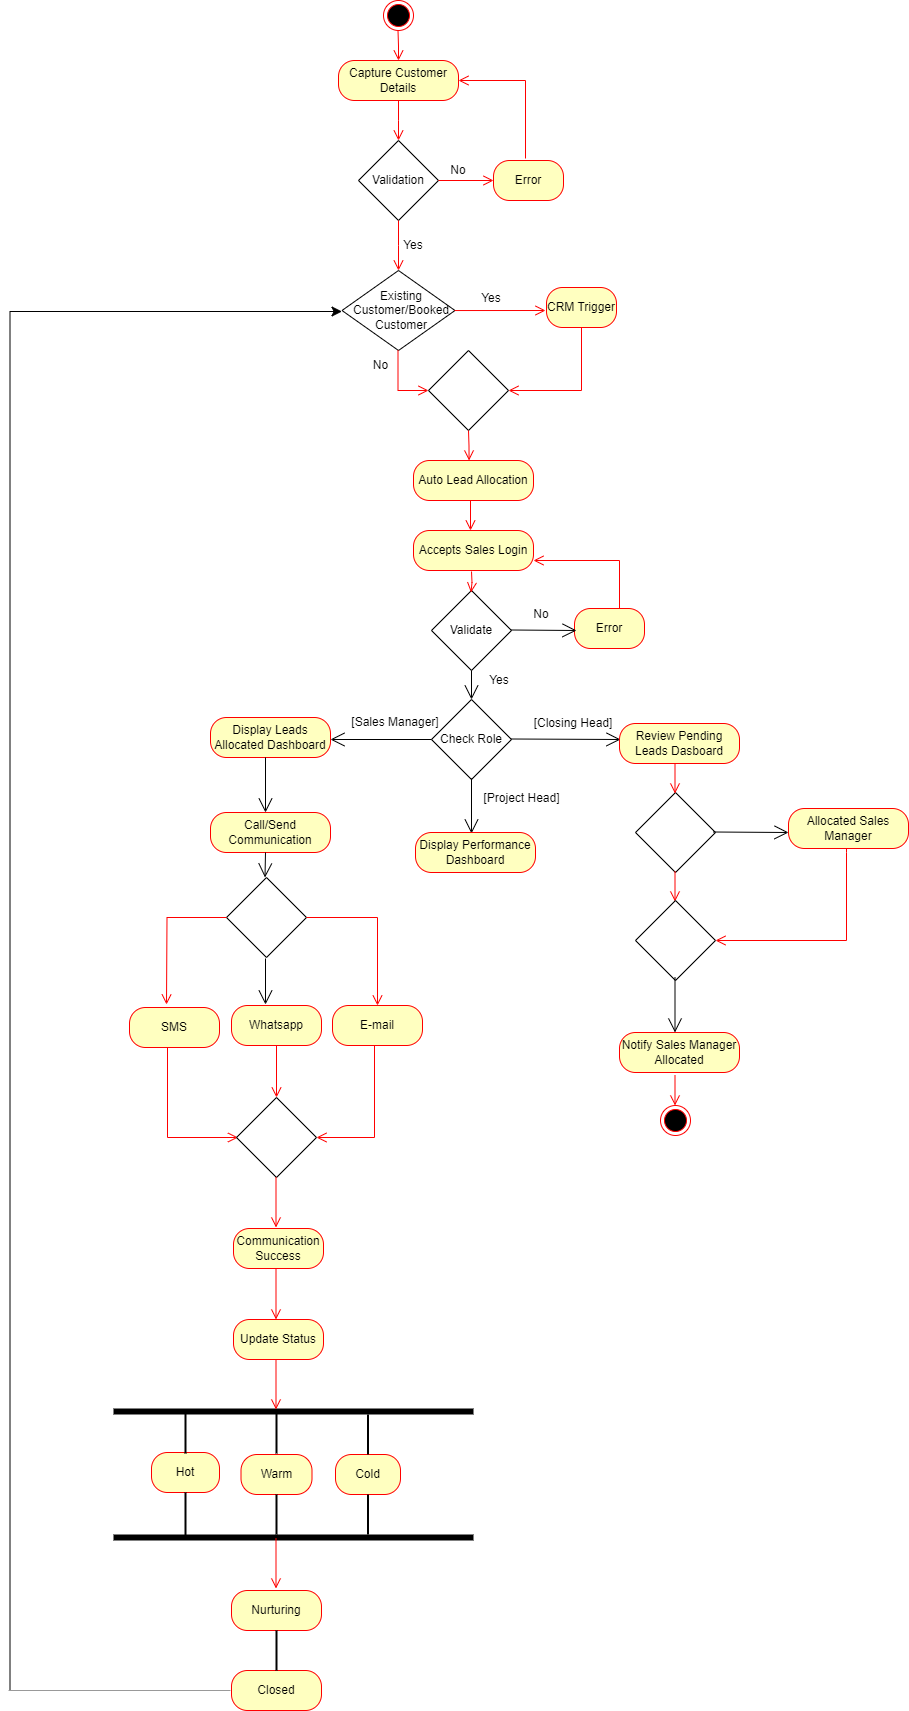 Capture Customer
Details
Validation
No
Error
Yes
Existing
Customer/Booked
Customer
Yes
CRM Trigger
No
Auto Lead Allocation
Accepts Sales Login
Validate
No
Error
Yes
Check Role
[Sales Manager]
[Closing Head]
[Project Head]
Display Leads
Allocated Dashboard
Review Pending
Leads Dasboard
Display Performance
Dashboard
Call/Send
Communication
Allocated Sales
Manager
SMS
Whatsapp
E-mail
Notify Sales Manager
Allocated
Communication
Success
Update Status
Hot
Warm
Cold
Nurturing
Closed